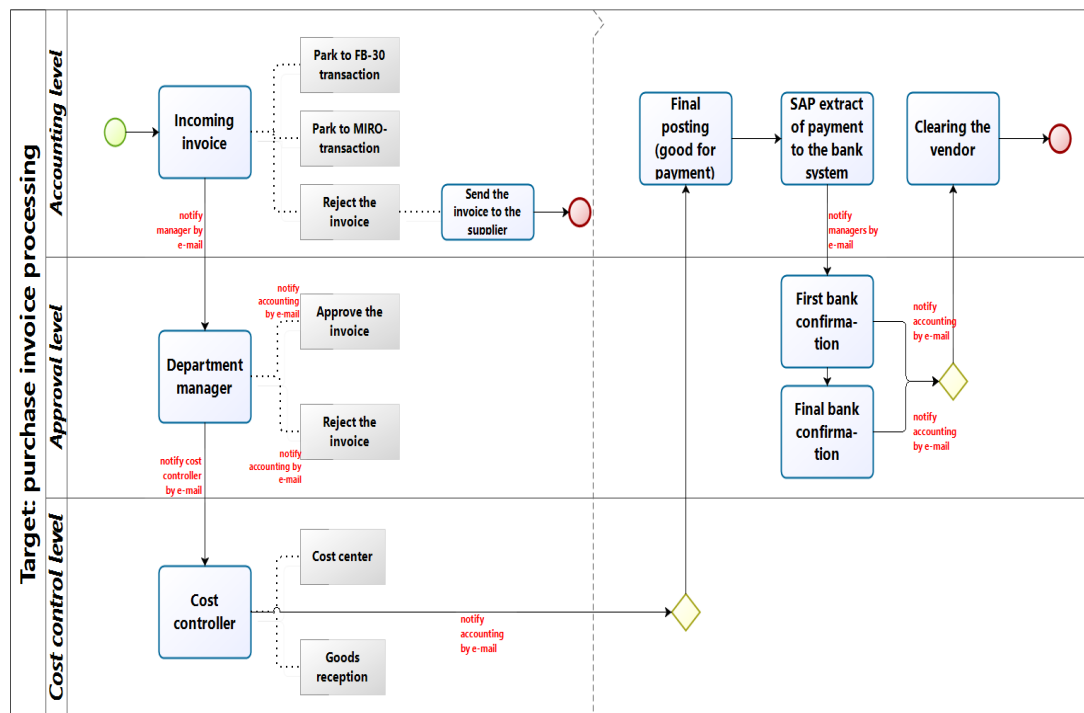 Target: purchase invoice processing
Accounting level
Park to FB-30
transaction
Incoming
invoice
Park to MIRO-
transaction
Reject the
invoice
Send the
invoice to the
supplier
notify
manager by
e-mail
Final
posting
(good for
payment)
SAP extract
of payment
to the bank
system
Clearing the
vendor
notify
managers by
e-mail
Approval level
notify
accounting
by e-mail
Approve the
invoice
Department
manager
Reject the
invoice
notify
accounting by
e-mail
notify cost
controller
by e-mail
First bank
confirma-
tion
notify
accounting
by e-mail
Final bank
confirma-
tion
notify
accounting
by e-mail
Cost control level
Cost center
Cost
controller
Goods
reception
notify
accounting
by e-mail